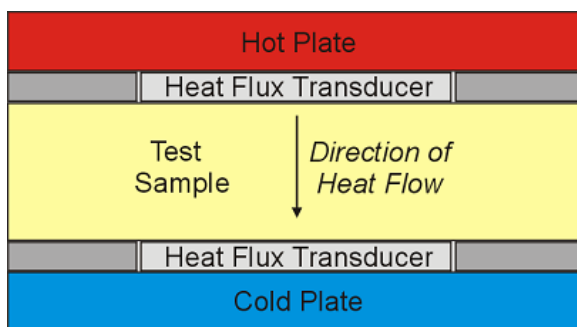 Hot Plate
Heat Flux Transducer
Test
Sample
Direction of
Heat Flow
Heat Flux Transducer
Cold Plate